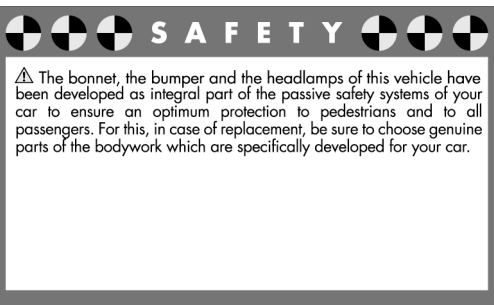 SAFETY
⚠ The bonnet, the bumper and the headlamps of this vehicle have
been developed as integral part of the passive safety systems of your
car to ensure an optimum protection to pedestrians and to all
passengers. For this, in case of replacement, be sure to choose genuine
parts of the bodywork which are specifically developed for your car.